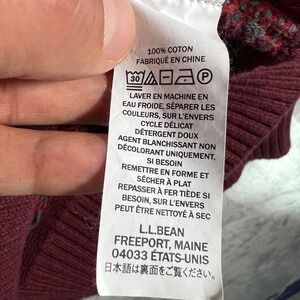 100% COTON
FABRIQUÉ EN CHINE
30 P
LAVER EN MACHINE EN
EAU FROIDE, SÉPARER LES
COULEURS, SUR L'ENVERS
CYCLE DÉLICAT
DÉTERGENT DOUX
AGENT BLANCHISSANT NON
DÉCOLORANT UNIQUEMENT,
SI BESOIN
REMETTRE EN FORME ET
SÉCHER À PLAT
REPASSER À FER TIÈDE SI
BESOIN, SUR L'ENVERS
PEUT ÊTRE NETTOYÉ À SEC
L.L.BEAN
FREEPORT, MAINE
04033 ÉTATS-UNIS
日本語は裏面をご覧ください。